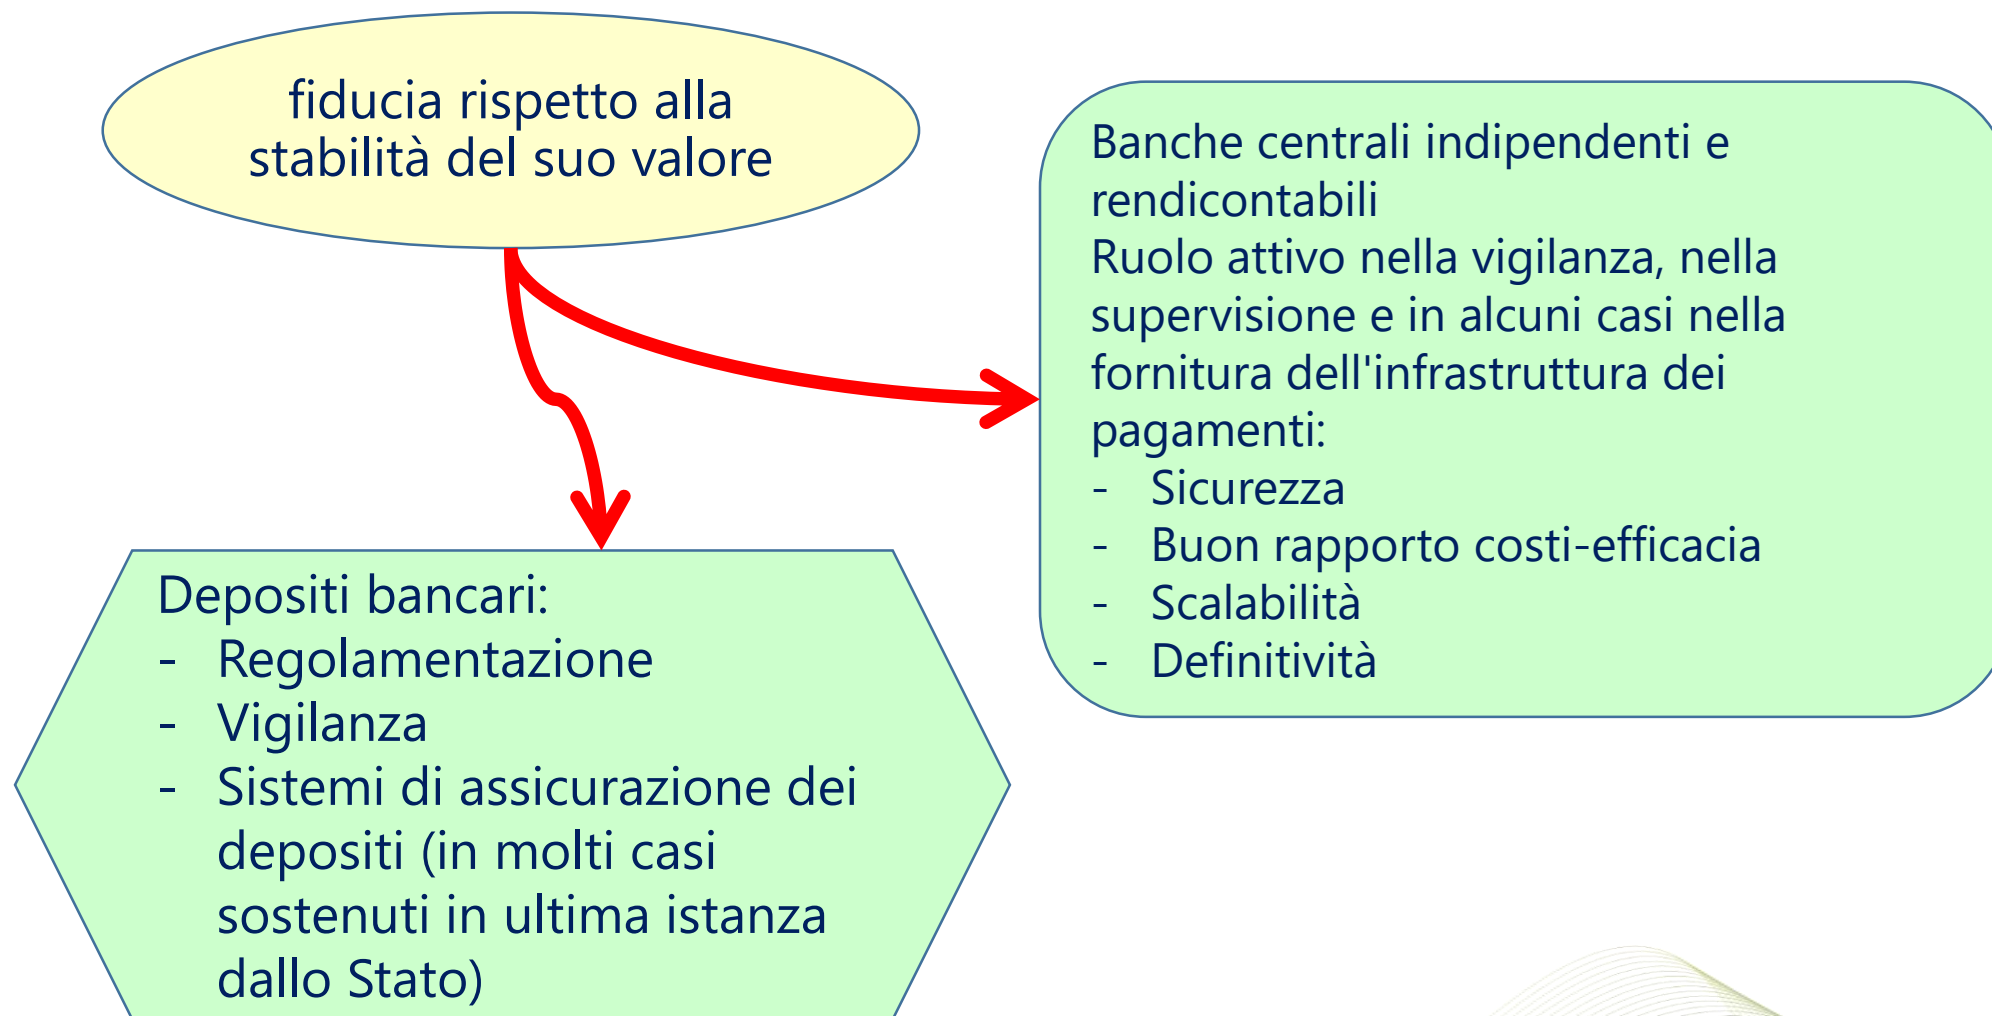 fiducia rispetto alla
stabilità del suo valore
Banche centrali indipendenti e
rendicontabili
Ruolo attivo nella vigilanza, nella
supervisione e in alcuni casi nella
fornitura dell'infrastruttura dei
pagamenti:
- Sicurezza
- Buon rapporto costi-efficacia
- Scalabilità
- Definitività
Depositi bancari:
- Regolamentazione
- Vigilanza
- Sistemi di assicurazione dei
depositi (in molti casi
sostenuti in ultima istanza
dallo Stato)